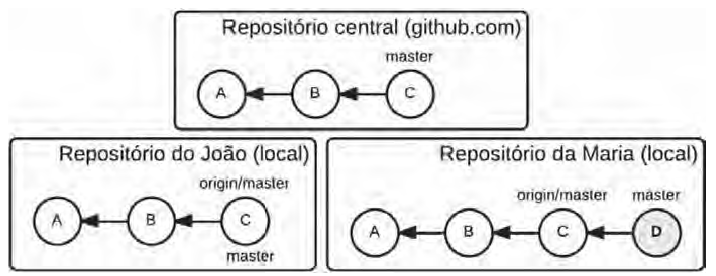 Repositório central (github.com)
master
A B C
Repositório do João (local)
origin/master
A B C
master
Repositório da Maria (local)
origin/master master
A B C D